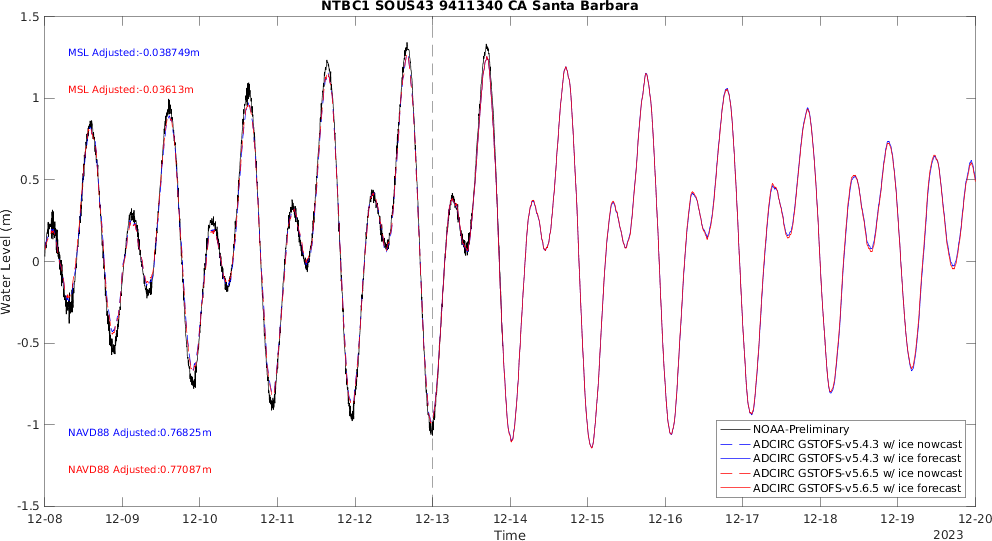 NTBC1 SOUS43 9411340 CA Santa Barbara
1.5
1
0.5
0
-0.5
-1
-1.5
Water Level (m)
MSL Adjusted:-0.038749m
MSL Adjusted:-0.03613m
NAVD88 Adjusted:0.76825m
NAVD88 Adjusted:0.77087m
NOAA-Preliminary
ADCIRC GSTOFS-v5.4.3 w/ ice nowcast
ADCIRC GSTOFS-v5.4.3 w/ ice forecast
ADCIRC GSTOFS-v5.6.5 w/ ice nowcast
ADCIRC GSTOFS-v5.6.5 w/ ice forecast
12-08 12-09 12-10 12-11 12-12 12-13 12-14 12-15 12-16 12-17 12-18 12-19 12-20
Time
2023